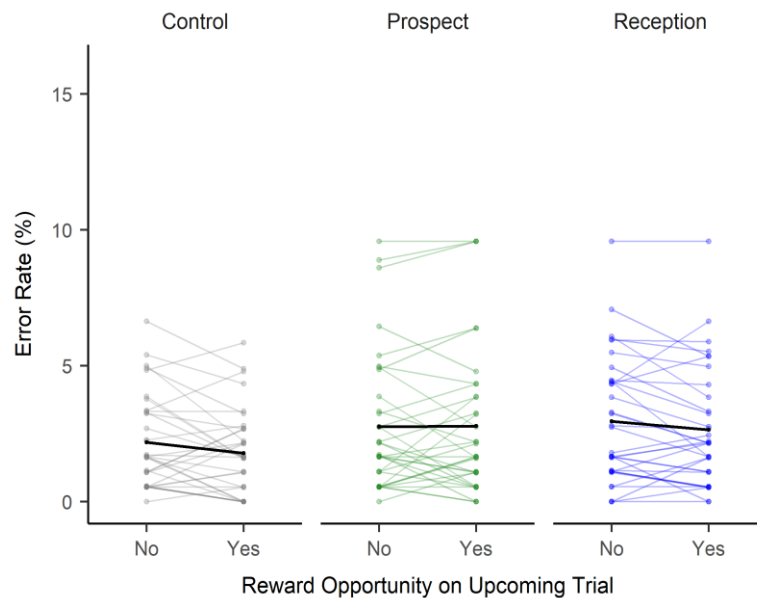 Control Prospect Reception
15
10
5
0
Error Rate (%)
No Yes No Yes No Yes
Reward Opportunity on Upcoming Trial